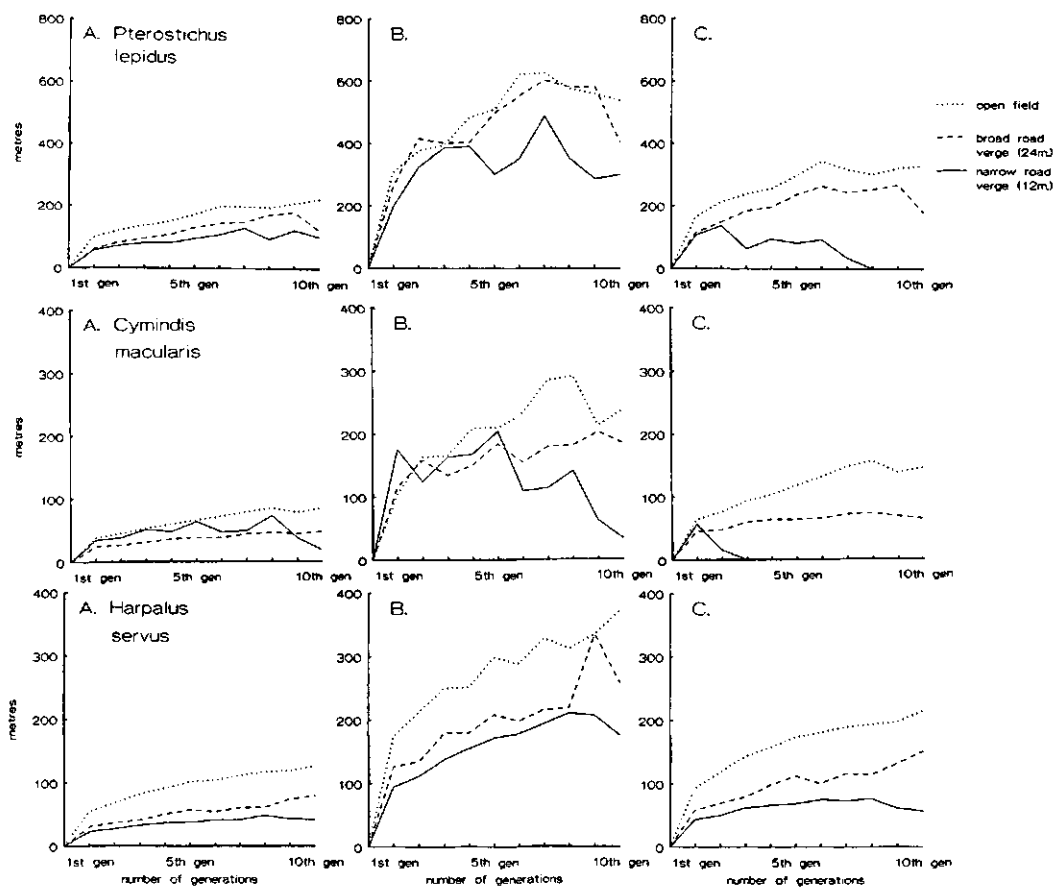 A. Pterostichus lepidus
B.
C.
800
600
400
200
0
metres
1st gen 5th gen 10th gen
800
600
400
200
0
1st gen 5th gen 10th gen
800
600
400
200
0
1st gen 5th gen 10th gen
open field
broad road
verge (24m)
narrow road
verge (12m)
A. Cymindis
macularis
B.
C.
400
300
200
100
0
metres
1st gen 5th gen 10th gen
400
300
200
100
0
1st gen 5th gen 10th gen
400
300
200
100
0
1st gen 5th gen 10th gen
A. Harpalus
servus
B.
C.
400
300
200
100
0
metres
1st gen 5th gen 10th gen
number of generations
400
300
200
100
0
1st gen 5th gen 10th gen
number of generations
400
300
200
100
0
1st gen 5th gen 10th gen
number of generations